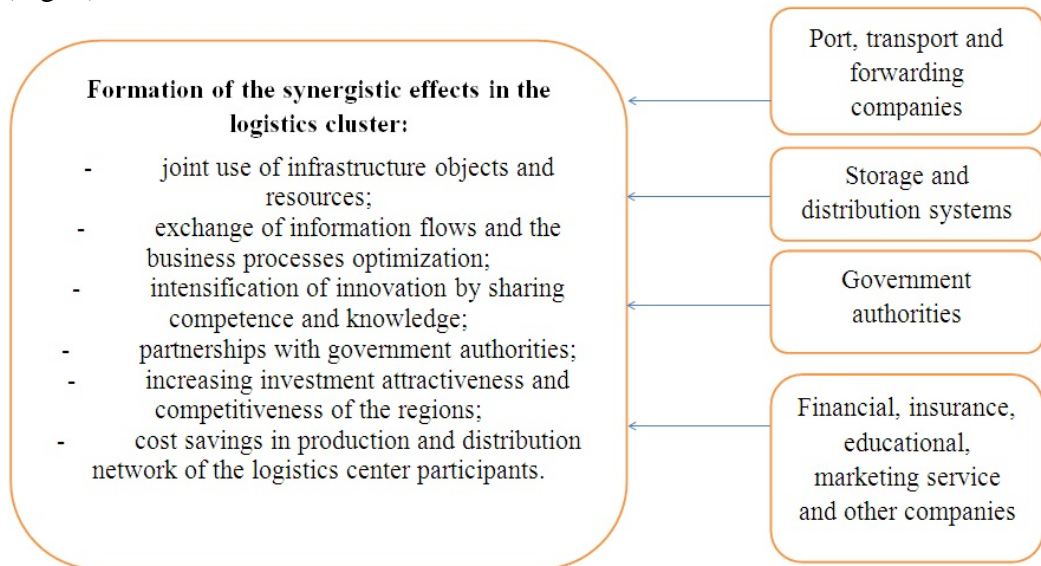 Formation of the synergistic effects in the
logistics cluster:
- joint use of infrastructure objects and
resources;
- exchange of information flows and the
business processes optimization;
- intensification of innovation by sharing
competence and knowledge;
- partnerships with government authorities;
- increasing investment attractiveness and
competitiveness of the regions;
- cost savings in production and distribution
network of the logistics center participants.
Port, transport and
forwarding
companies
Storage and
distribution systems
Government
authorities
Financial, insurance,
educational,
marketing service
and other companies